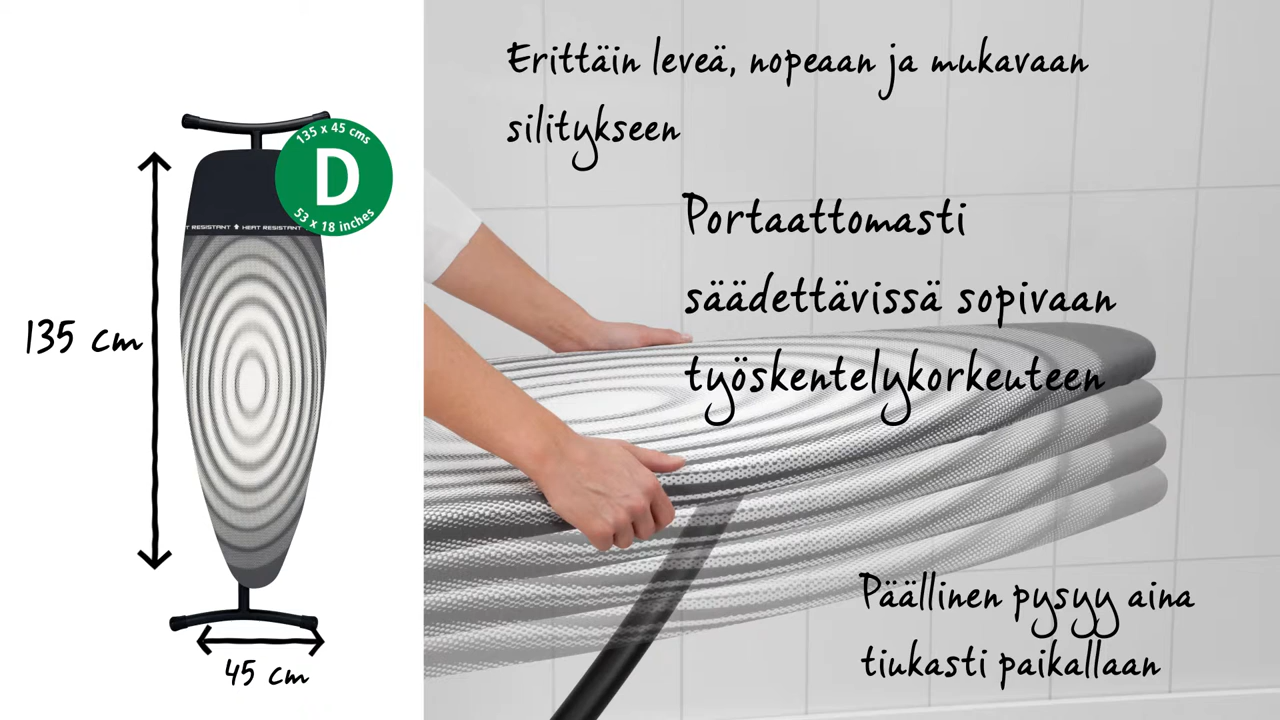 135 x 45 cms
D
53 x 18 inches
T RESISTANT HEAT RESISTANT
135 cm
45 cm
Erittäin leveä, nopeaan ja mukavaan
silitykseen
Portaattomasti
säädettävissä sopivaan
työskentelykorkeuteen
Päällinen pysyy aina
tiukasti paikallaan